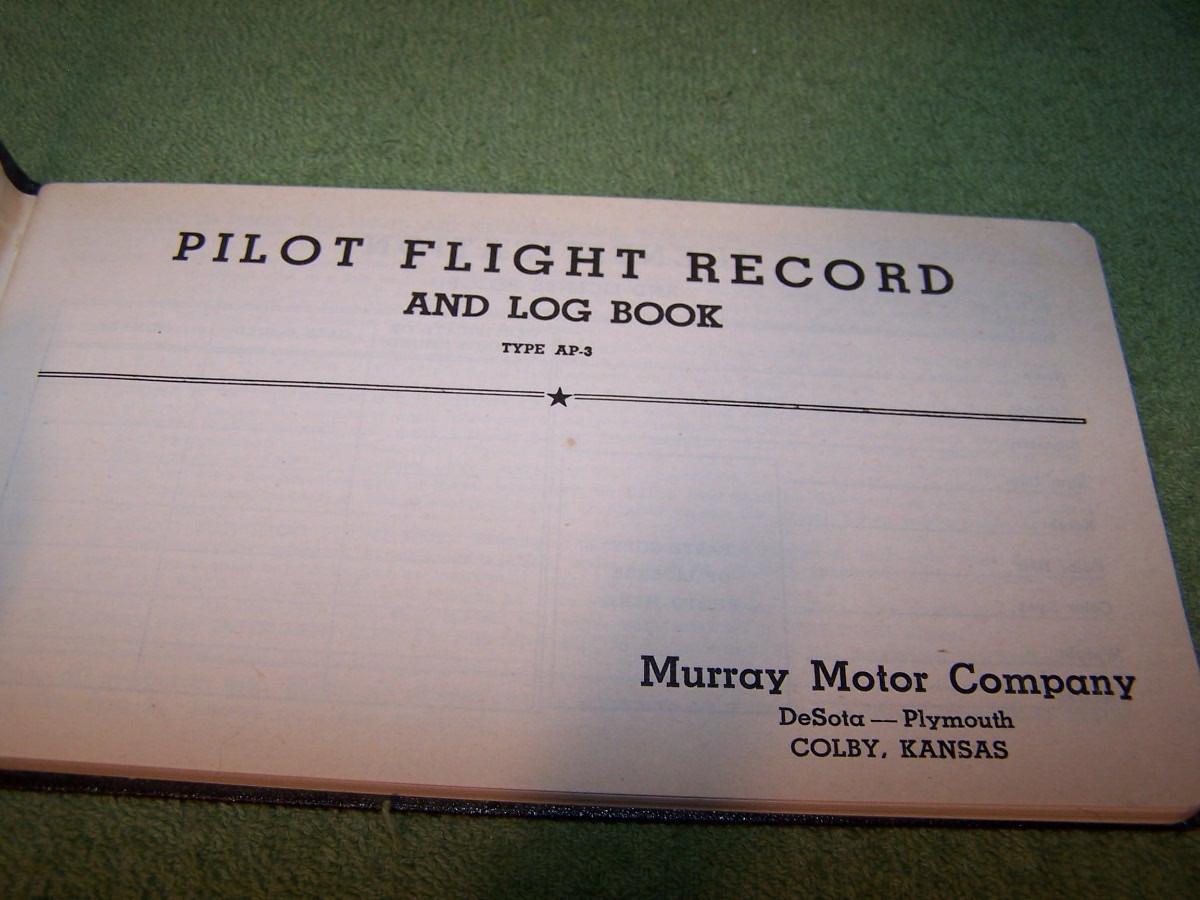 PILOT FLIGHT RECORD
AND LOG BOOK
TYPE AP-3
Murray Motor Company
DeSota — Plymouth
COLBY, KANSAS